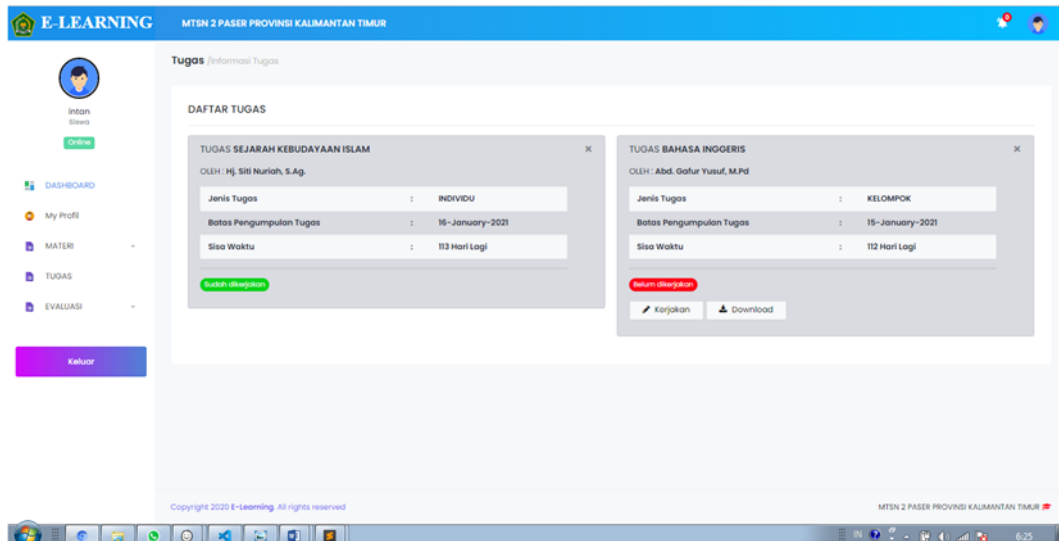 E-LEARNING
MTSN 2 PASER PROVINSI KALIMANTAN TIMUR
0
intan
Siswa
Online
DASHBOARD
My Profil
MATERI
TUGAS
EVALUASI
Keluar
Tugas /Informasi Tugas
DAFTAR TUGAS
TUGAS SEJARAH KEBUDAYAAN ISLAM
OLEH : Hj. Siti Nuriah, S.Ag.
Jenis Tugas : INDIVIDU
Batas Pengumpulan Tugas : 16-January-2021
Sisa Waktu : 113 Hari Lagi
Sudah dikerjakan
TUGAS BAHASA INGGERIS
OLEH : Abd. Gafur Yusuf, M.Pd
Jenis Tugas : KELOMPOK
Batas Pengumpulan Tugas : 15-January-2021
Sisa Waktu : 112 Hari Lagi
Belum dikerjakan
Kerjakan Download
Copyright 2020 E-Learning. All rights reserved
MTSN 2 PASER PROVINSI KALIMANTAN TIMUR
IN
6:25